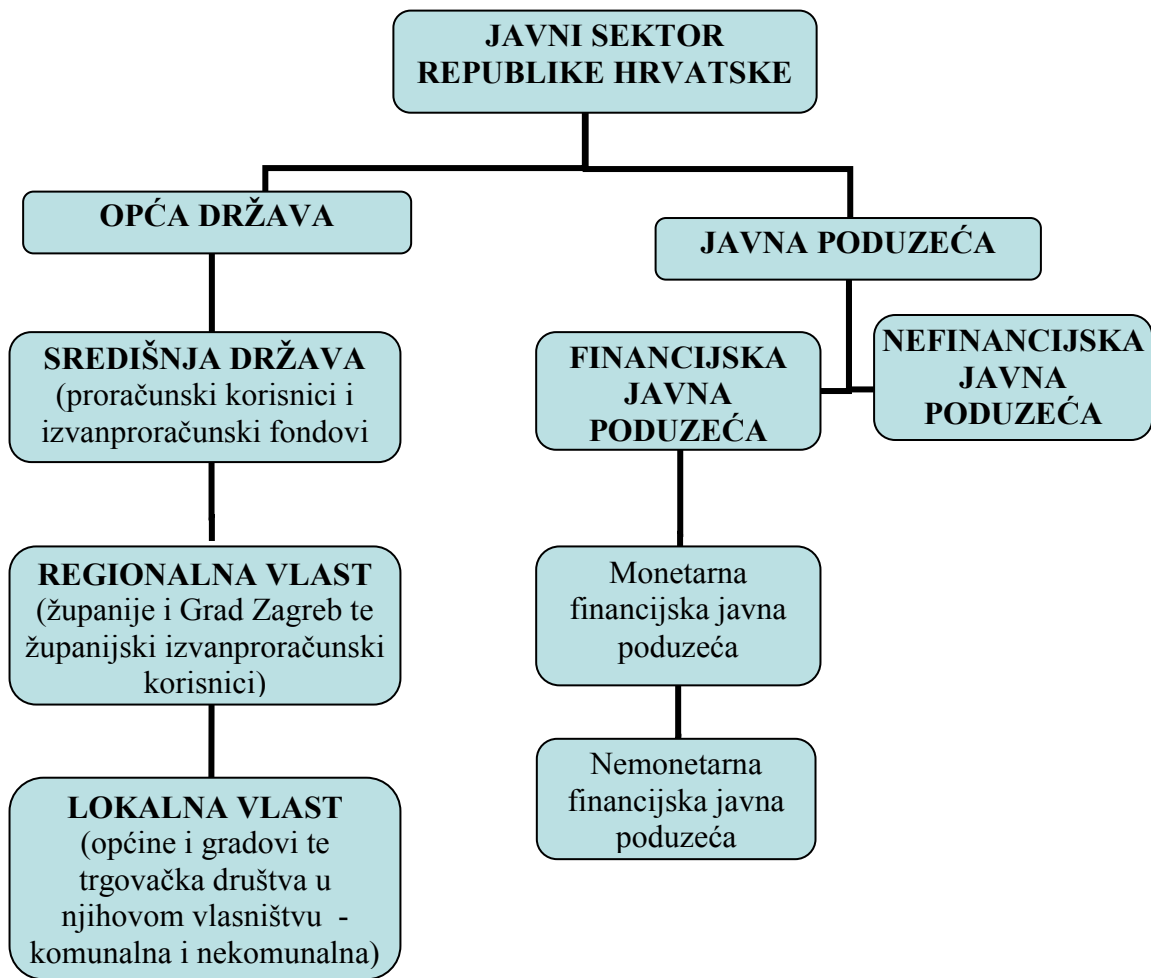 JAVNI SEKTOR
REPUBLIKE HRVATSKE
OPĆA DRŽAVA
JAVNA PODUZEĆA
SREDIŠNJA DRŽAVA
(proračunski korisnici i
izvanproračunski fondovi
FINANCIJSKA
JAVNA
PODUZEĆA
NEFINANCIJSKA
JAVNA
PODUZEĆA
REGIONALNA VLAST
(županije i Grad Zagreb te
županijski izvanproračunski
korisnici)
Monetarna
financijska javna
poduzeća
LOKALNA VLAST
(općine i gradovi te
trgovačka društva u
njihovom vlasništvu -
komunalna i nekomunalna)
Nemonetarna
financijska javna
poduzeća